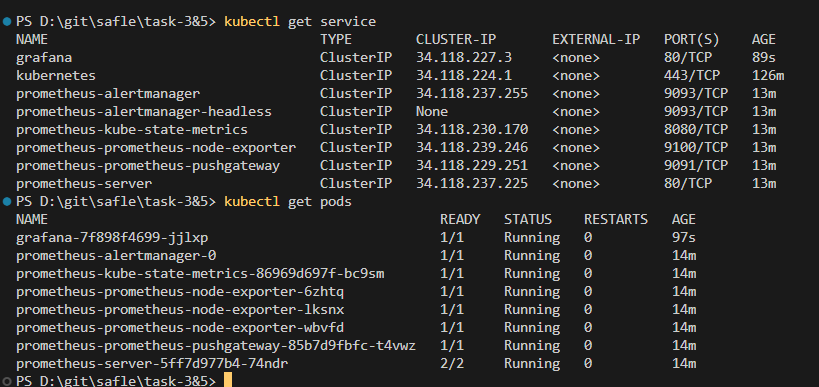 PS D:\git\safle\task-3&5> kubectl get service
NAME TYPE CLUSTER-IP EXTERNAL-IP PORT(S) AGE
grafana ClusterIP 34.118.227.3 <none> 80/TCP 89s
kubernetes ClusterIP 34.118.224.1 <none> 443/TCP 126m
prometheus-alertmanager ClusterIP 34.118.237.255 <none> 9093/TCP 13m
prometheus-alertmanager-headless ClusterIP None <none> 9093/TCP 13m
prometheus-kube-state-metrics ClusterIP 34.118.230.170 <none> 8080/TCP 13m
prometheus-prometheus-node-exporter ClusterIP 34.118.239.246 <none> 9100/TCP 13m
prometheus-prometheus-pushgateway ClusterIP 34.118.229.251 <none> 9091/TCP 13m
prometheus-server ClusterIP 34.118.237.225 <none> 80/TCP 13m
PS D:\git\safle\task-3&5> kubectl get pods
NAME READY STATUS RESTARTS AGE
grafana-7f898f4699-jjlxp 1/1 Running 0 97s
prometheus-alertmanager-0 1/1 Running 0 14m
prometheus-kube-state-metrics-86969d697f-bc9sm 1/1 Running 0 14m
prometheus-prometheus-node-exporter-6zhtq 1/1 Running 0 14m
prometheus-prometheus-node-exporter-lksnx 1/1 Running 0 14m
prometheus-prometheus-node-exporter-wbvfd 1/1 Running 0 14m
prometheus-prometheus-pushgateway-85b7d9fbfc-t4vwz 1/1 Running 0 14m
prometheus-server-5ff7d977b4-74ndr 2/2 Running 0 14m
PS D:\git\safle\task-3&5>